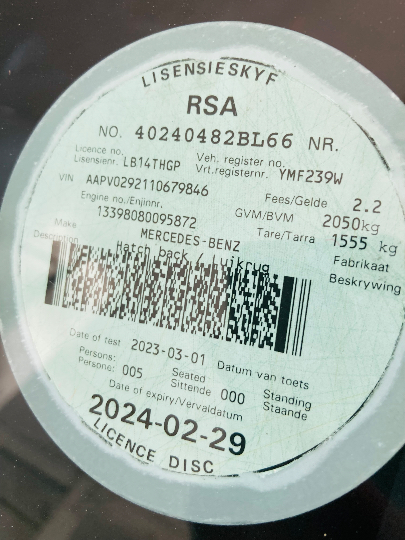 LISENSIESKYF
RSA
NO. 40240482BL66 NR.
Licence no. Veh. register no.
Lisensienr. LB14THGP Vrt.registernr. YMF239W
VIN AAPV0292110679846 Fees/Gelde 2.2
Engine no./Enjinnr. GVM/BVM 2050kg
13398080095872 Tare/Tarra 1555 kg
Make MERCEDES-BENZ Fabrikaat
Description Hatch back / Luikrug Beskrywing
Date of test 2023-03-01 Datum van toets
Persons: Seated Standing
Persone: 005 Sittende 000 Staande
Date of expiry/Vervaldatum
2024-02-29
LICENCE DISC